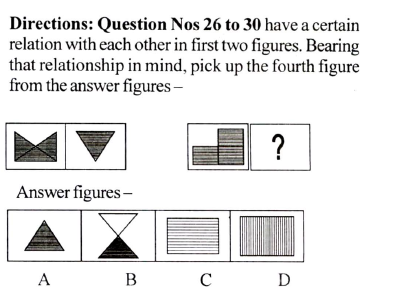 Directions: Question Nos 26 to 30 have a certain
relation with each other in first two figures. Bearing
that relationship in mind, pick up the fourth figure
from the answer figures –
?
Answer figures –
A B C D